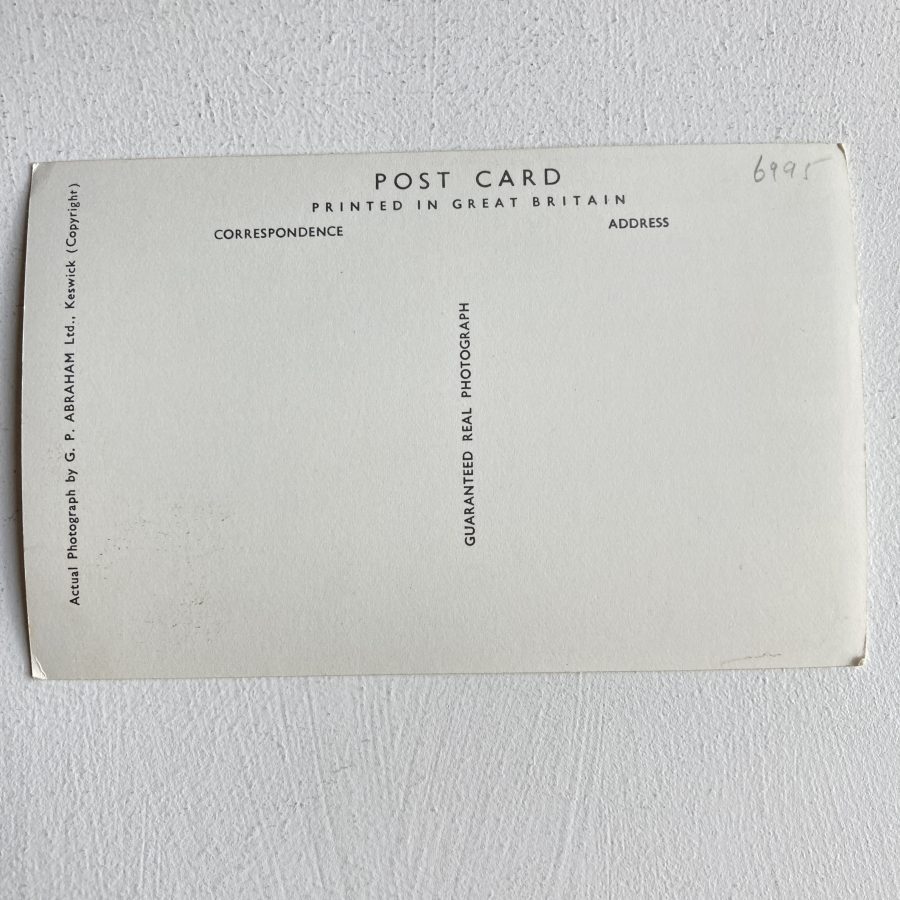 6995
POST CARD
PRINTED IN GREAT BRITAIN
CORRESPONDENCE
ADDRESS
GUARANTEED REAL PHOTOGRAPH
Actual Photograph by G. P. ABRAHAM Ltd., Keswick (Copyright)